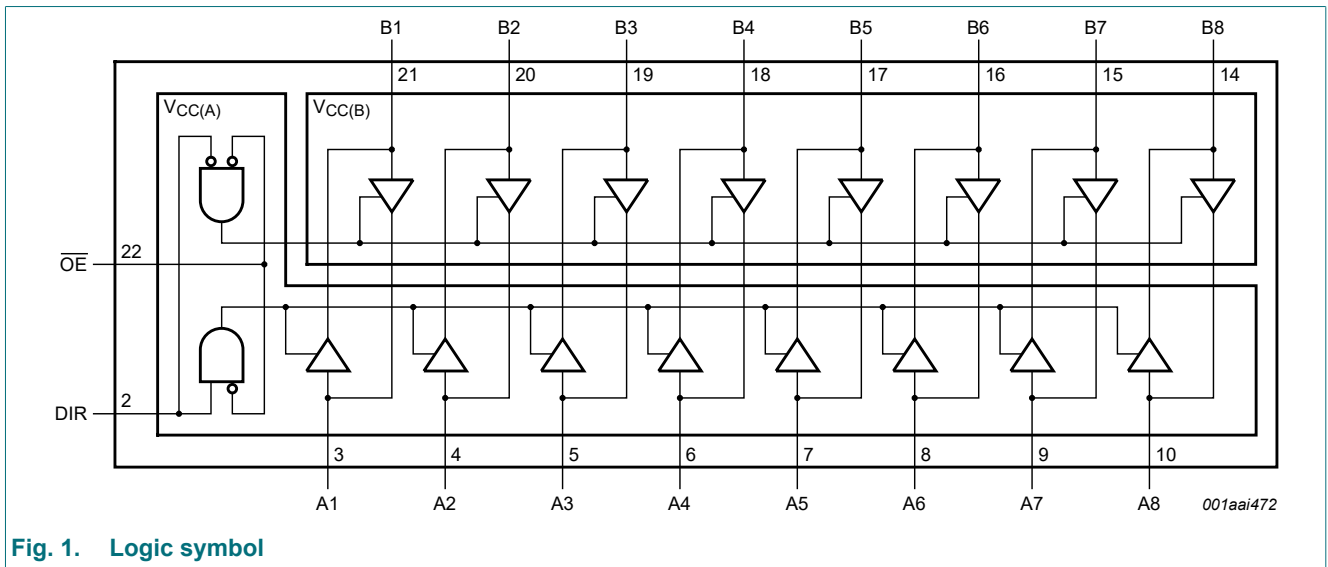 B1 B2 B3 B4 B5 B6 B7 B8
21 20 19 18 17 16 15 14
VCC(A) VCC(B)
OE 22
DIR 2
3 4 5 6 7 8 9 10
A1 A2 A3 A4 A5 A6 A7 A8 001aai472
Fig. 1. Logic symbol